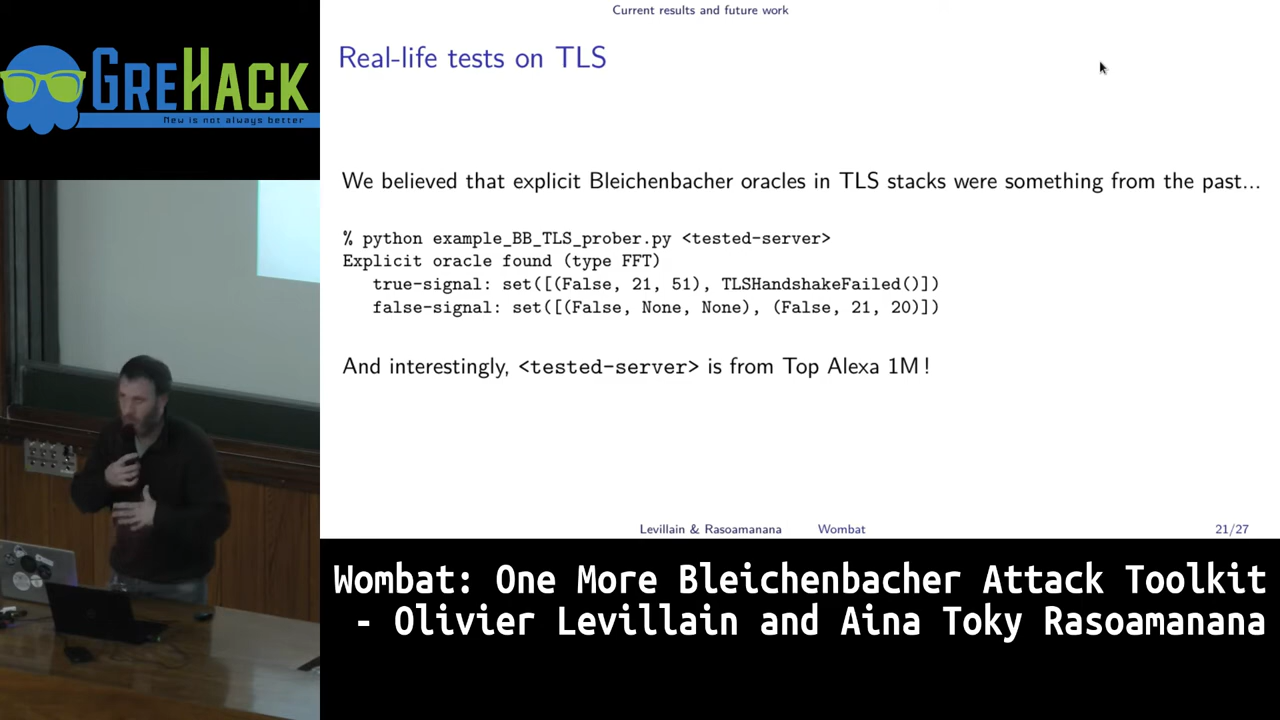 Current results and future work
GREHACK
New is not always better
Real-life tests on TLS
We believed that explicit Bleichenbacher oracles in TLS stacks were something from the past...
% python example_BB_TLS_prober.py <tested-server>
Explicit oracle found (type FFT)
true-signal: set([(False, 21, 51), TLSHandshakeFailed()])
false-signal: set([(False, None, None), (False, 21, 20)])
And interestingly, <tested-server> is from Top Alexa 1M !
Levillain & Rasoamanana Wombat 21/27
Wombat: One More Bleichenbacher Attack Toolkit
- Olivier Levillain and Aina Toky Rasoamanana